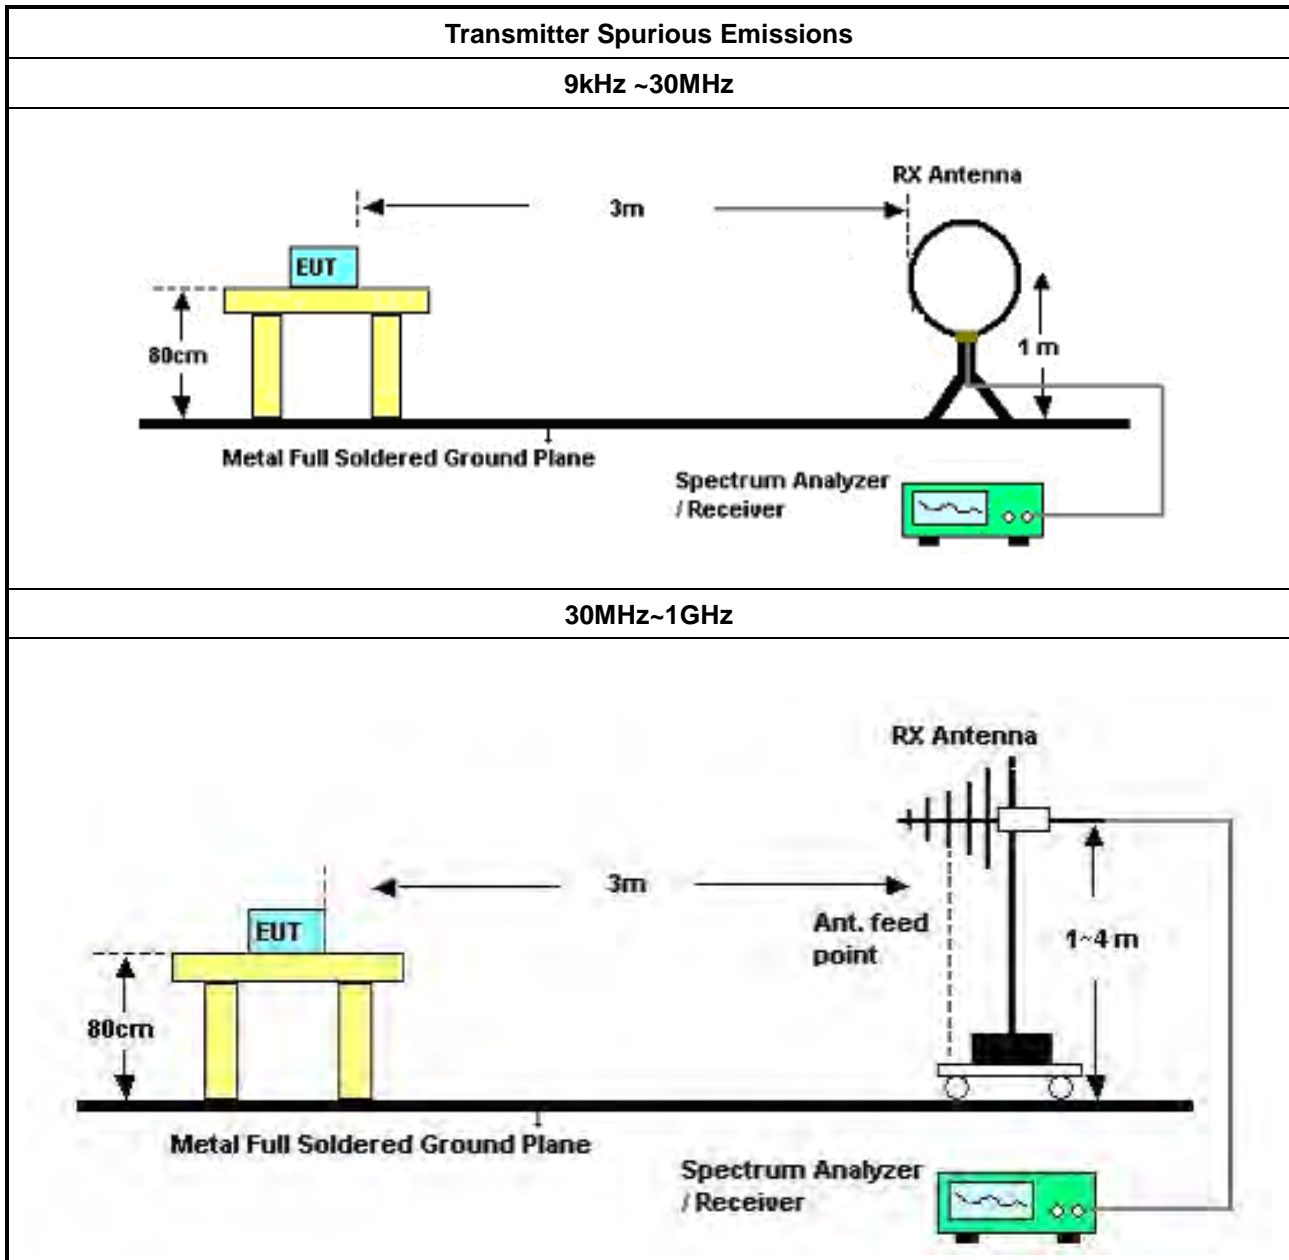 Transmitter Spurious Emissions
9kHz ~30MHz
RX Antenna
3m
EUT
80cm
1 m
Metal Full Soldered Ground Plane
Spectrum Analyzer
/ Receiver
30MHz~1GHz
RX Antenna
3m
EUT
Ant. feed
point
1~4 m
80cm
Metal Full Soldered Ground Plane
Spectrum Analyzer
/ Receiver